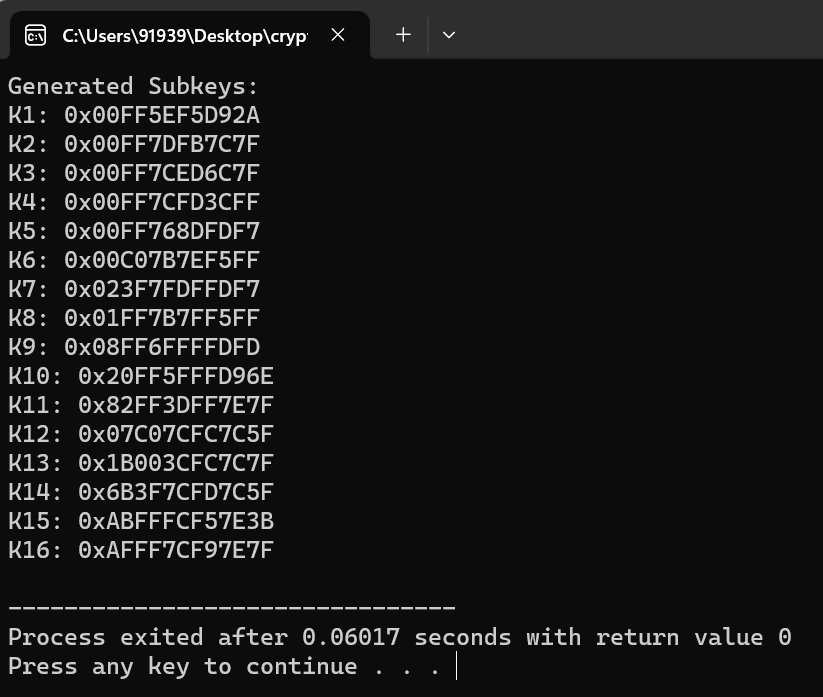 C:\Users\91939\Desktop\cryp
Generated Subkeys:
K1: 0x00FF5EF5D92A
K2: 0x00FF7DFB7C7F
K3: 0x00FF7CED6C7F
K4: 0x00FF7CFD3CFF
K5: 0x00FF768DFDF7
K6: 0x00C07B7EF5FF
K7: 0x023F7FDFFDF7
K8: 0x01FF7B7FF5FF
K9: 0x08FF6FFFFDFD
K10: 0x20FF5FFFD96E
K11: 0x82FF3DFF7E7F
K12: 0x07C07CFC7C5F
K13: 0x1B003CFC7C7F
K14: 0x6B3F7CFD7C5F
K15: 0xABFFFCF57E3B
K16: 0xAFFF7CF97E7F
--------------------------------
Process exited after 0.06017 seconds with return value 0
Press any key to continue . . .